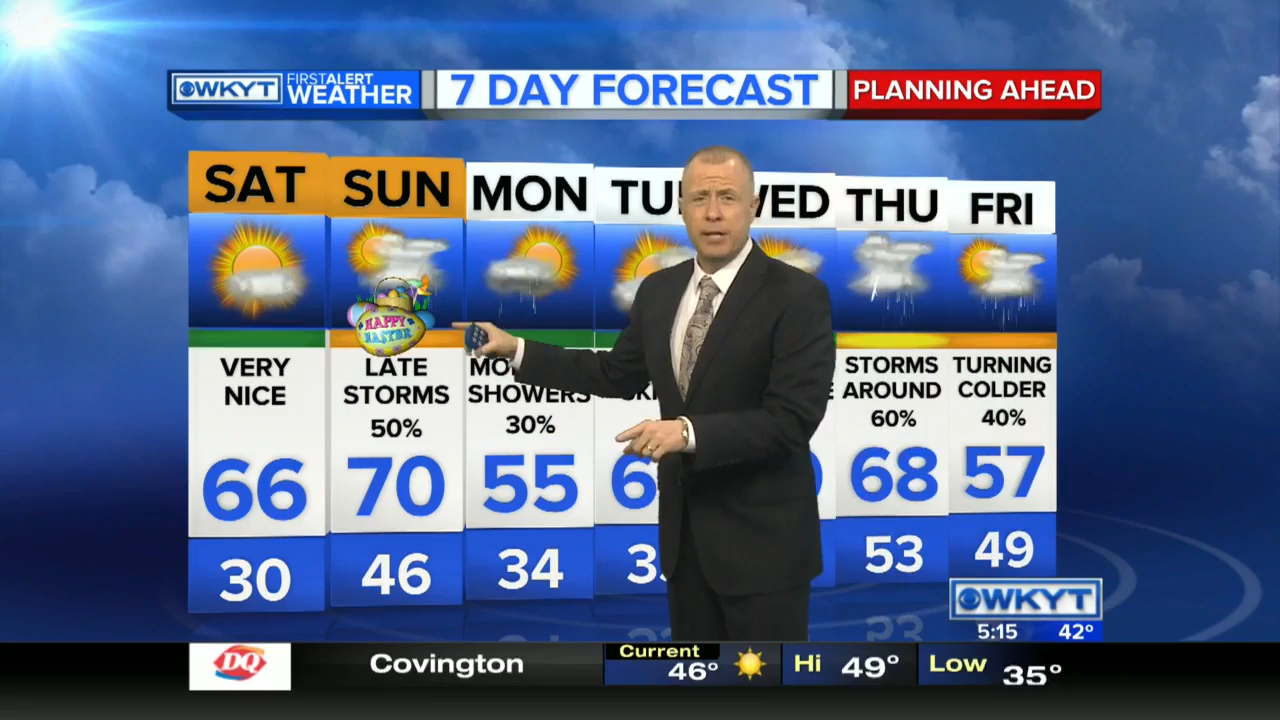 WKYT
FIRST ALERT
WEATHER
7 DAY FORECAST
PLANNING AHEAD
SAT
SUN
MON
THU
FRI
HAPPY
EASTER
VERY
NICE
66
30
LATE
STORMS
50%
70
46
SHOWERS
30%
55
34
STORMS
AROUND
60%
68
53
TURNING
COLDER
40%
57
49
WKYT
5:15 42°
DQ
Covington
Current
46°
Hi 49°
Low 35°